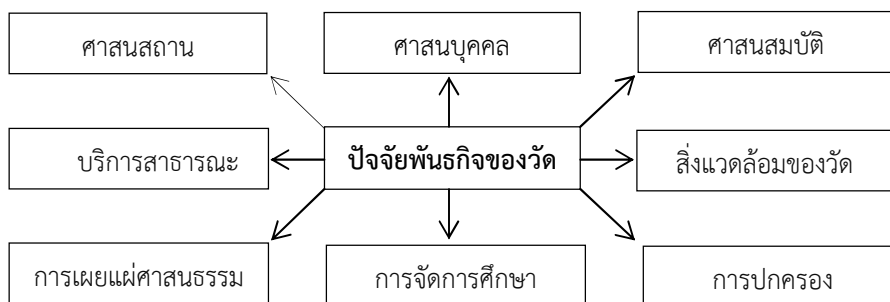 ศาสนสถาน
ศาสนบุคคล
ศาสนสมบัติ
บริการสาธารณะ
ปัจจัยพันธกิจของวัด
สิ่งแวดล้อมของวัด
การเผยแผ่ศาสนธรรม
การจัดการศึกษา
การปกครอง